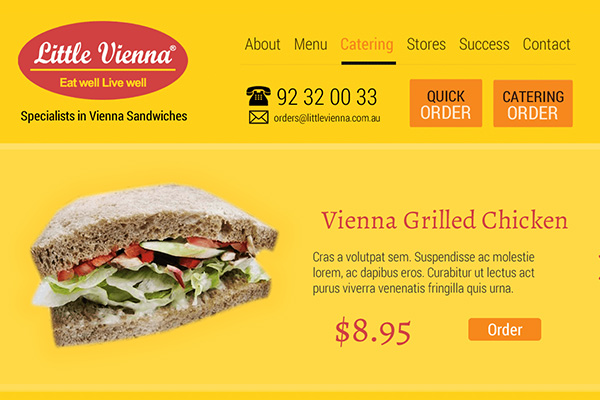 Little Vienna®
Eat well Live well
Specialists in Vienna Sandwiches
About Menu Catering Stores Success Contact
92 32 00 33
orders@littlevienna.com.au
QUICK
ORDER
CATERING
ORDER
Vienna Grilled Chicken
Cras a volutpat sem. Suspendisse ac molestie
lorem, ac dapibus eros. Curabitur ut lectus act
purus viverra venenatis fringilla quis urna.
$8.95
Order